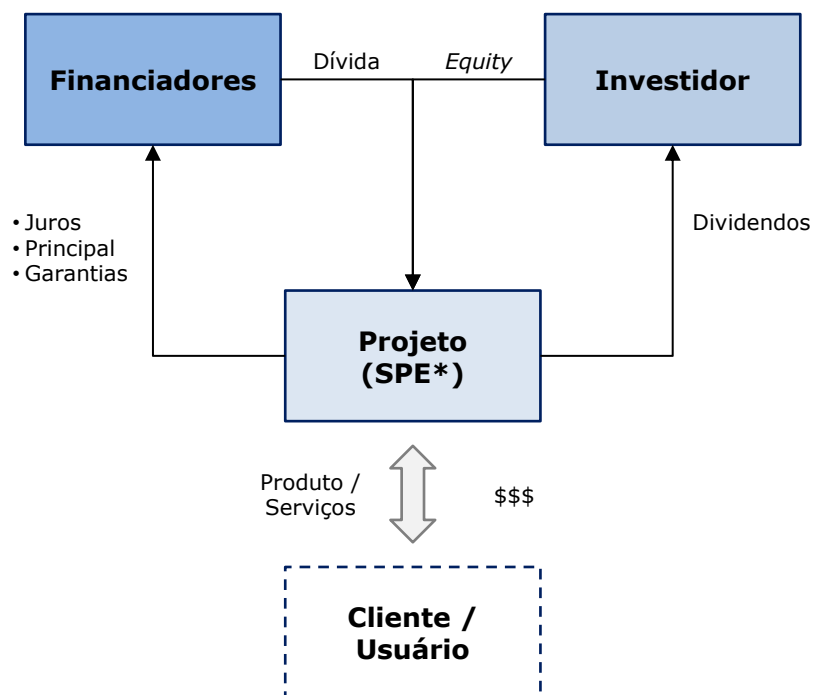 Financiadores
Dívida
Equity
Investidor
• Juros
• Principal
• Garantias
Dividendos
Projeto
(SPE*)
Produto /
Serviços
$$$
Cliente /
Usuário